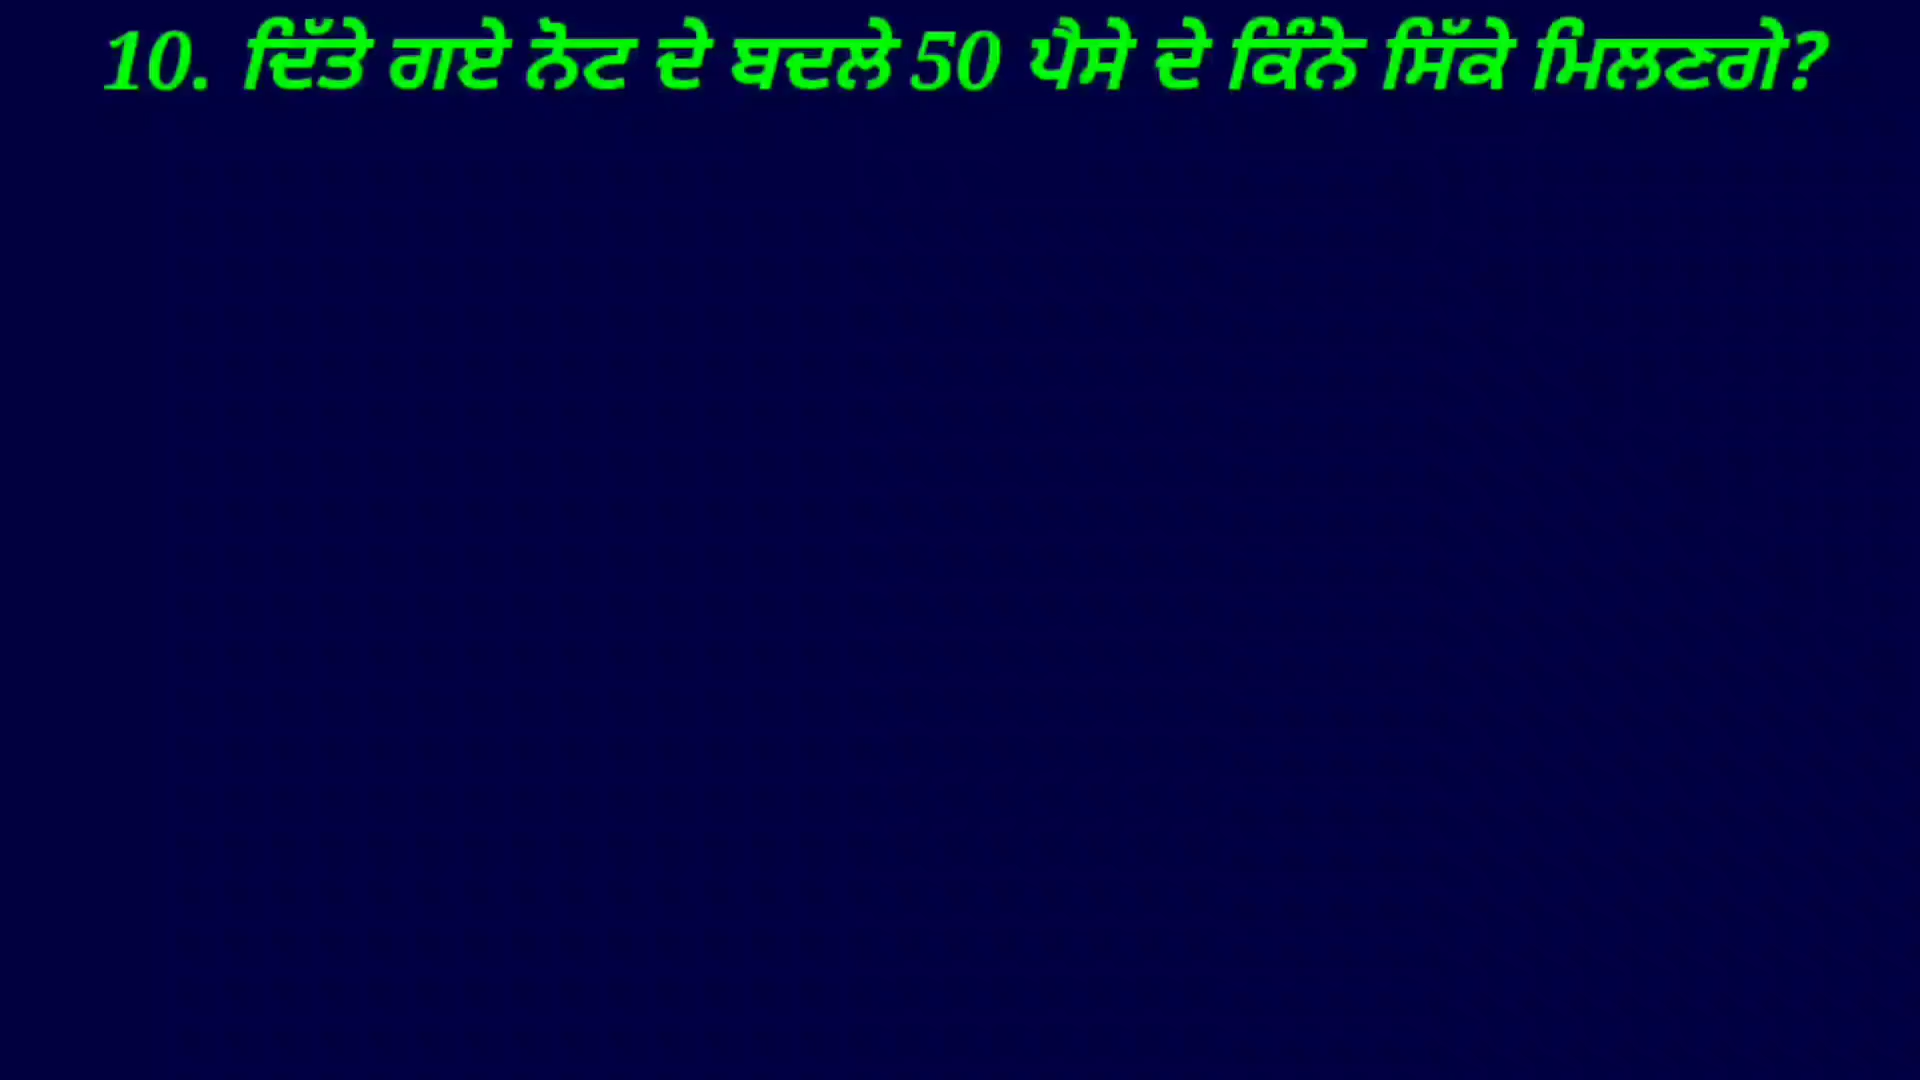 10. ਦਿੱਤੇ ਗਏ ਨੋਟ ਦੇ ਬਦਲੇ 50 ਪੈਸੇ ਦੇ ਕਿੰਨੇ ਸਿੱਕੇ ਮਿਲਣਗੇ?